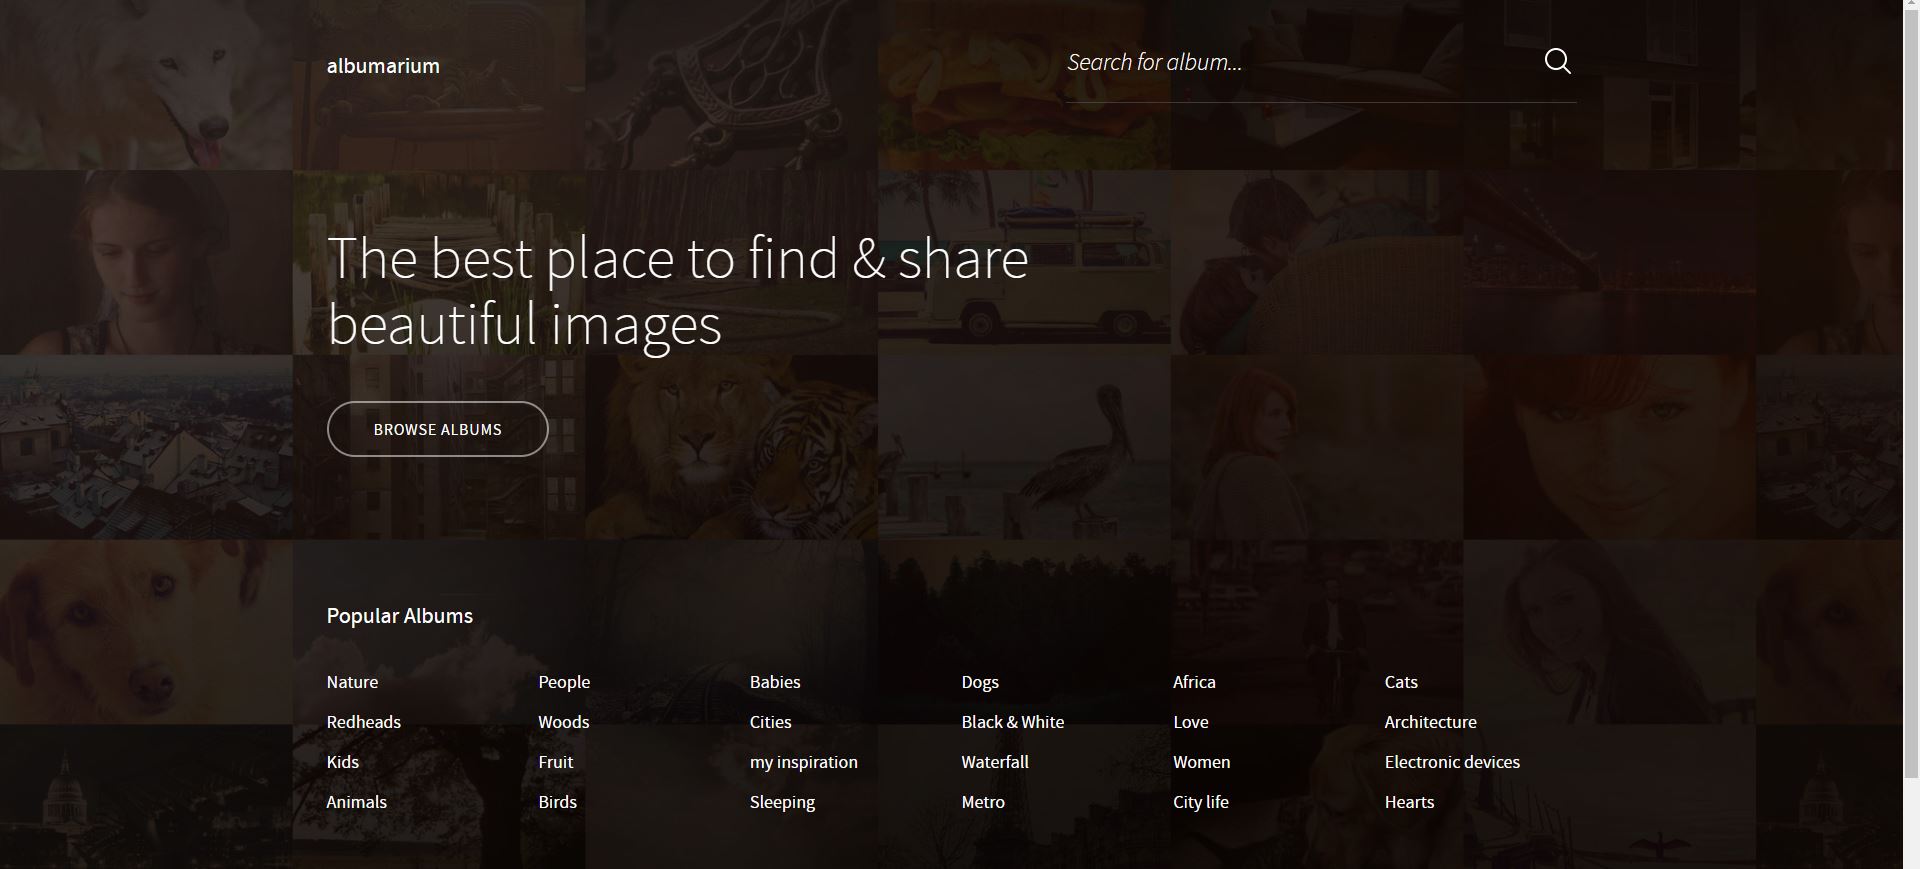 albumarium
Search for album...
The best place to find & share
beautiful images
BROWSE ALBUMS
Popular Albums
Nature People Babies Dogs Africa Cats
Redheads Woods Cities Black & White Love Architecture
Kids Fruit my inspiration Waterfall Women Electronic devices
Animals Birds Sleeping Metro City life Hearts